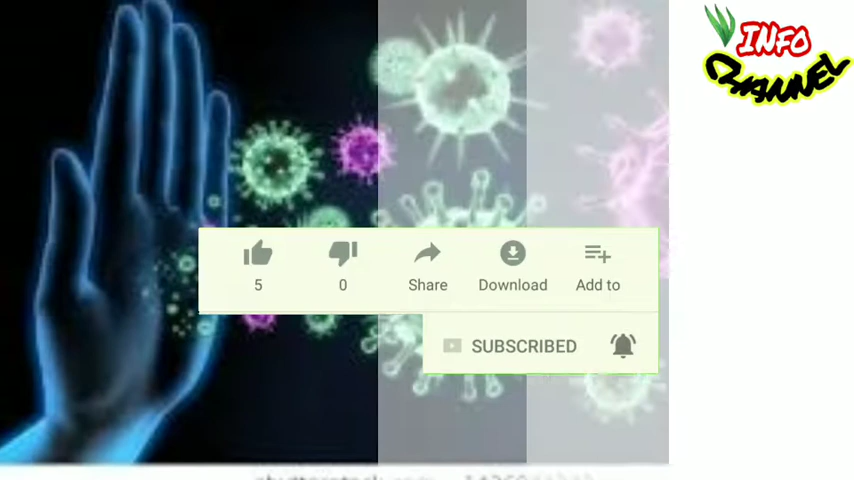 INFO
CHANNEL
5
0
Share
Download
Add to
SUBSCRIBED